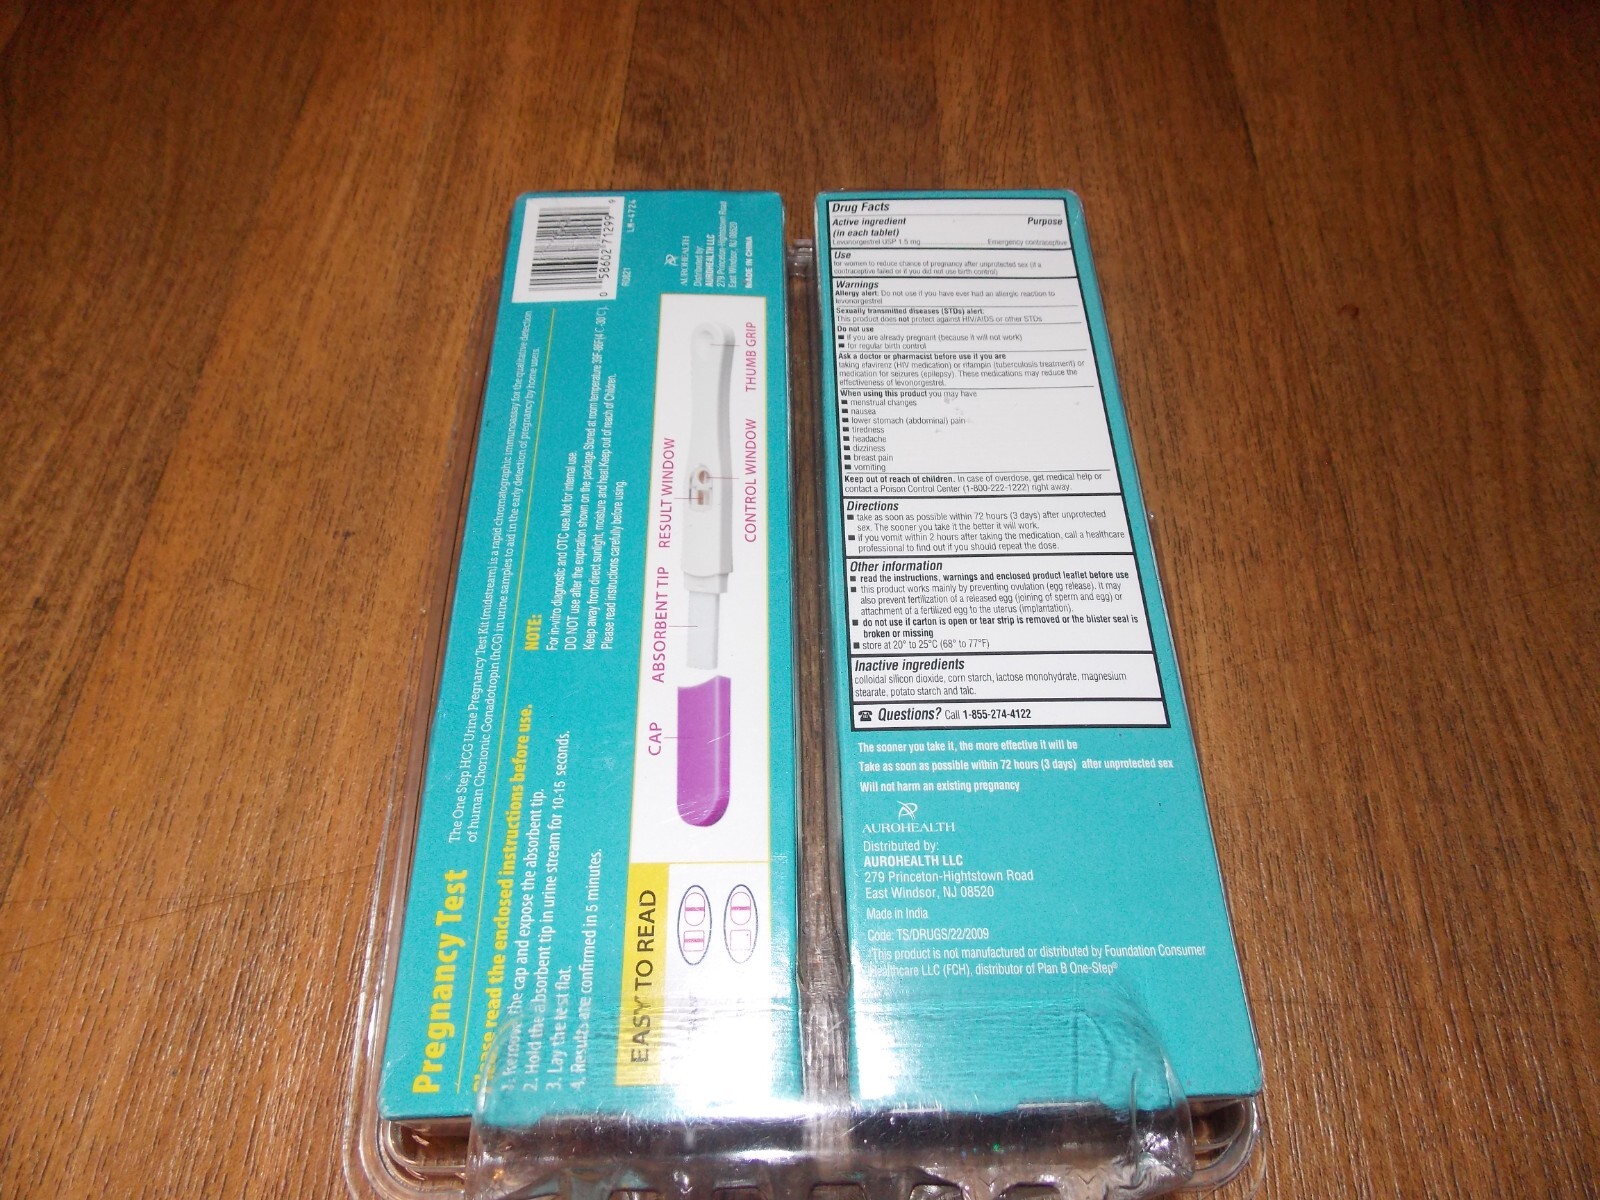 Pregnancy Test
The One Step HCG Urine Pregnancy Test Kit (midstream) is a rapid chromatographic immunoassay for the qualitative detection
of human Chorionic Gonadotropin (hCG) in urine samples to aid in the early detection of pregnancy by home users.
Please read the enclosed instructions before use.
1. Remove the cap and expose the absorbent tip.
2. Hold the absorbent tip in urine stream for 10-15 seconds.
3. Lay the test flat.
4. Results are confirmed in 5 minutes.
NOTE:
For in-vitro diagnostic and OTC use.Not for internal use.
DO NOT use after the expiration shown on the package.Stored at room temperature 39F-86F(4 C-30 C).
Keep away from direct sunlight, moisture and heat.Keep out of reach of Children.
Please read instructions carefully before using.
EASY TO READ
CAP
ABSORBENT TIP
RESULT WINDOW
CONTROL WINDOW
THUMB GRIP
0 58602 71299 9
LM-4724
R0821
AUROHEALTH
Distributed by:
AUROHEALTH LLC
279 Princeton-Hightstown Road
East Windsor, NJ 08520
MADE IN CHINA
Drug Facts
Active ingredient Purpose
(in each tablet)
Levonorgestrel USP 1.5 mg Emergency contraceptive
Use
for women to reduce chance of pregnancy after unprotected sex (if a
contraceptive failed or if you did not use birth control)
Warnings
Allergy alert: Do not use if you have ever had an allergic reaction to
levonorgestrel
Sexually transmitted diseases (STDs) alert:
This product does not protect against HIV/AIDS or other STDs
Do not use
■ if you are already pregnant (because it will not work)
■ for regular birth control
Ask a doctor or pharmacist before use if you are
taking efavirenz (HIV medication) or rifampin (tuberculosis treatment) or
medication for seizures (epilepsy). These medications may reduce the
effectiveness of levonorgestrel.
When using this product you may have
■ menstrual changes
■ nausea
■ lower stomach (abdominal) pain
■ tiredness
■ headache
■ dizziness
■ breast pain
■ vomiting
Keep out of reach of children. In case of overdose, get medical help or
contact a Poison Control Center (1-800-222-1222) right away.
Directions
■ take as soon as possible within 72 hours (3 days) after unprotected
sex. The sooner you take it the better it will work.
■ if you vomit within 2 hours after taking the medication, call a healthcare
professional to find out if you should repeat the dose.
Other information
■ read the instructions, warnings and enclosed product leaflet before use
■ this product works mainly by preventing ovulation (egg release). It may
also prevent fertilization of a released egg (joining of sperm and egg) or
attachment of a fertilized egg to the uterus (implantation).
■ do not use if carton is open or tear strip is removed or the blister seal is
broken or missing
■ store at 20° to 25°C (68° to 77°F)
Inactive ingredients
colloidal silicon dioxide, corn starch, lactose monohydrate, magnesium
stearate, potato starch and talc.
☎ Questions? Call 1-855-274-4122
The sooner you take it, the more effective it will be
Take as soon as possible within 72 hours (3 days) after unprotected sex
Will not harm an existing pregnancy
AUROHEALTH
Distributed by:
AUROHEALTH LLC
279 Princeton-Hightstown Road
East Windsor, NJ 08520
Made in India
Code: TS/DRUGS/22/2009
This product is not manufactured or distributed by Foundation Consumer
Healthcare LLC (FCH), distributor of Plan B One-Step®